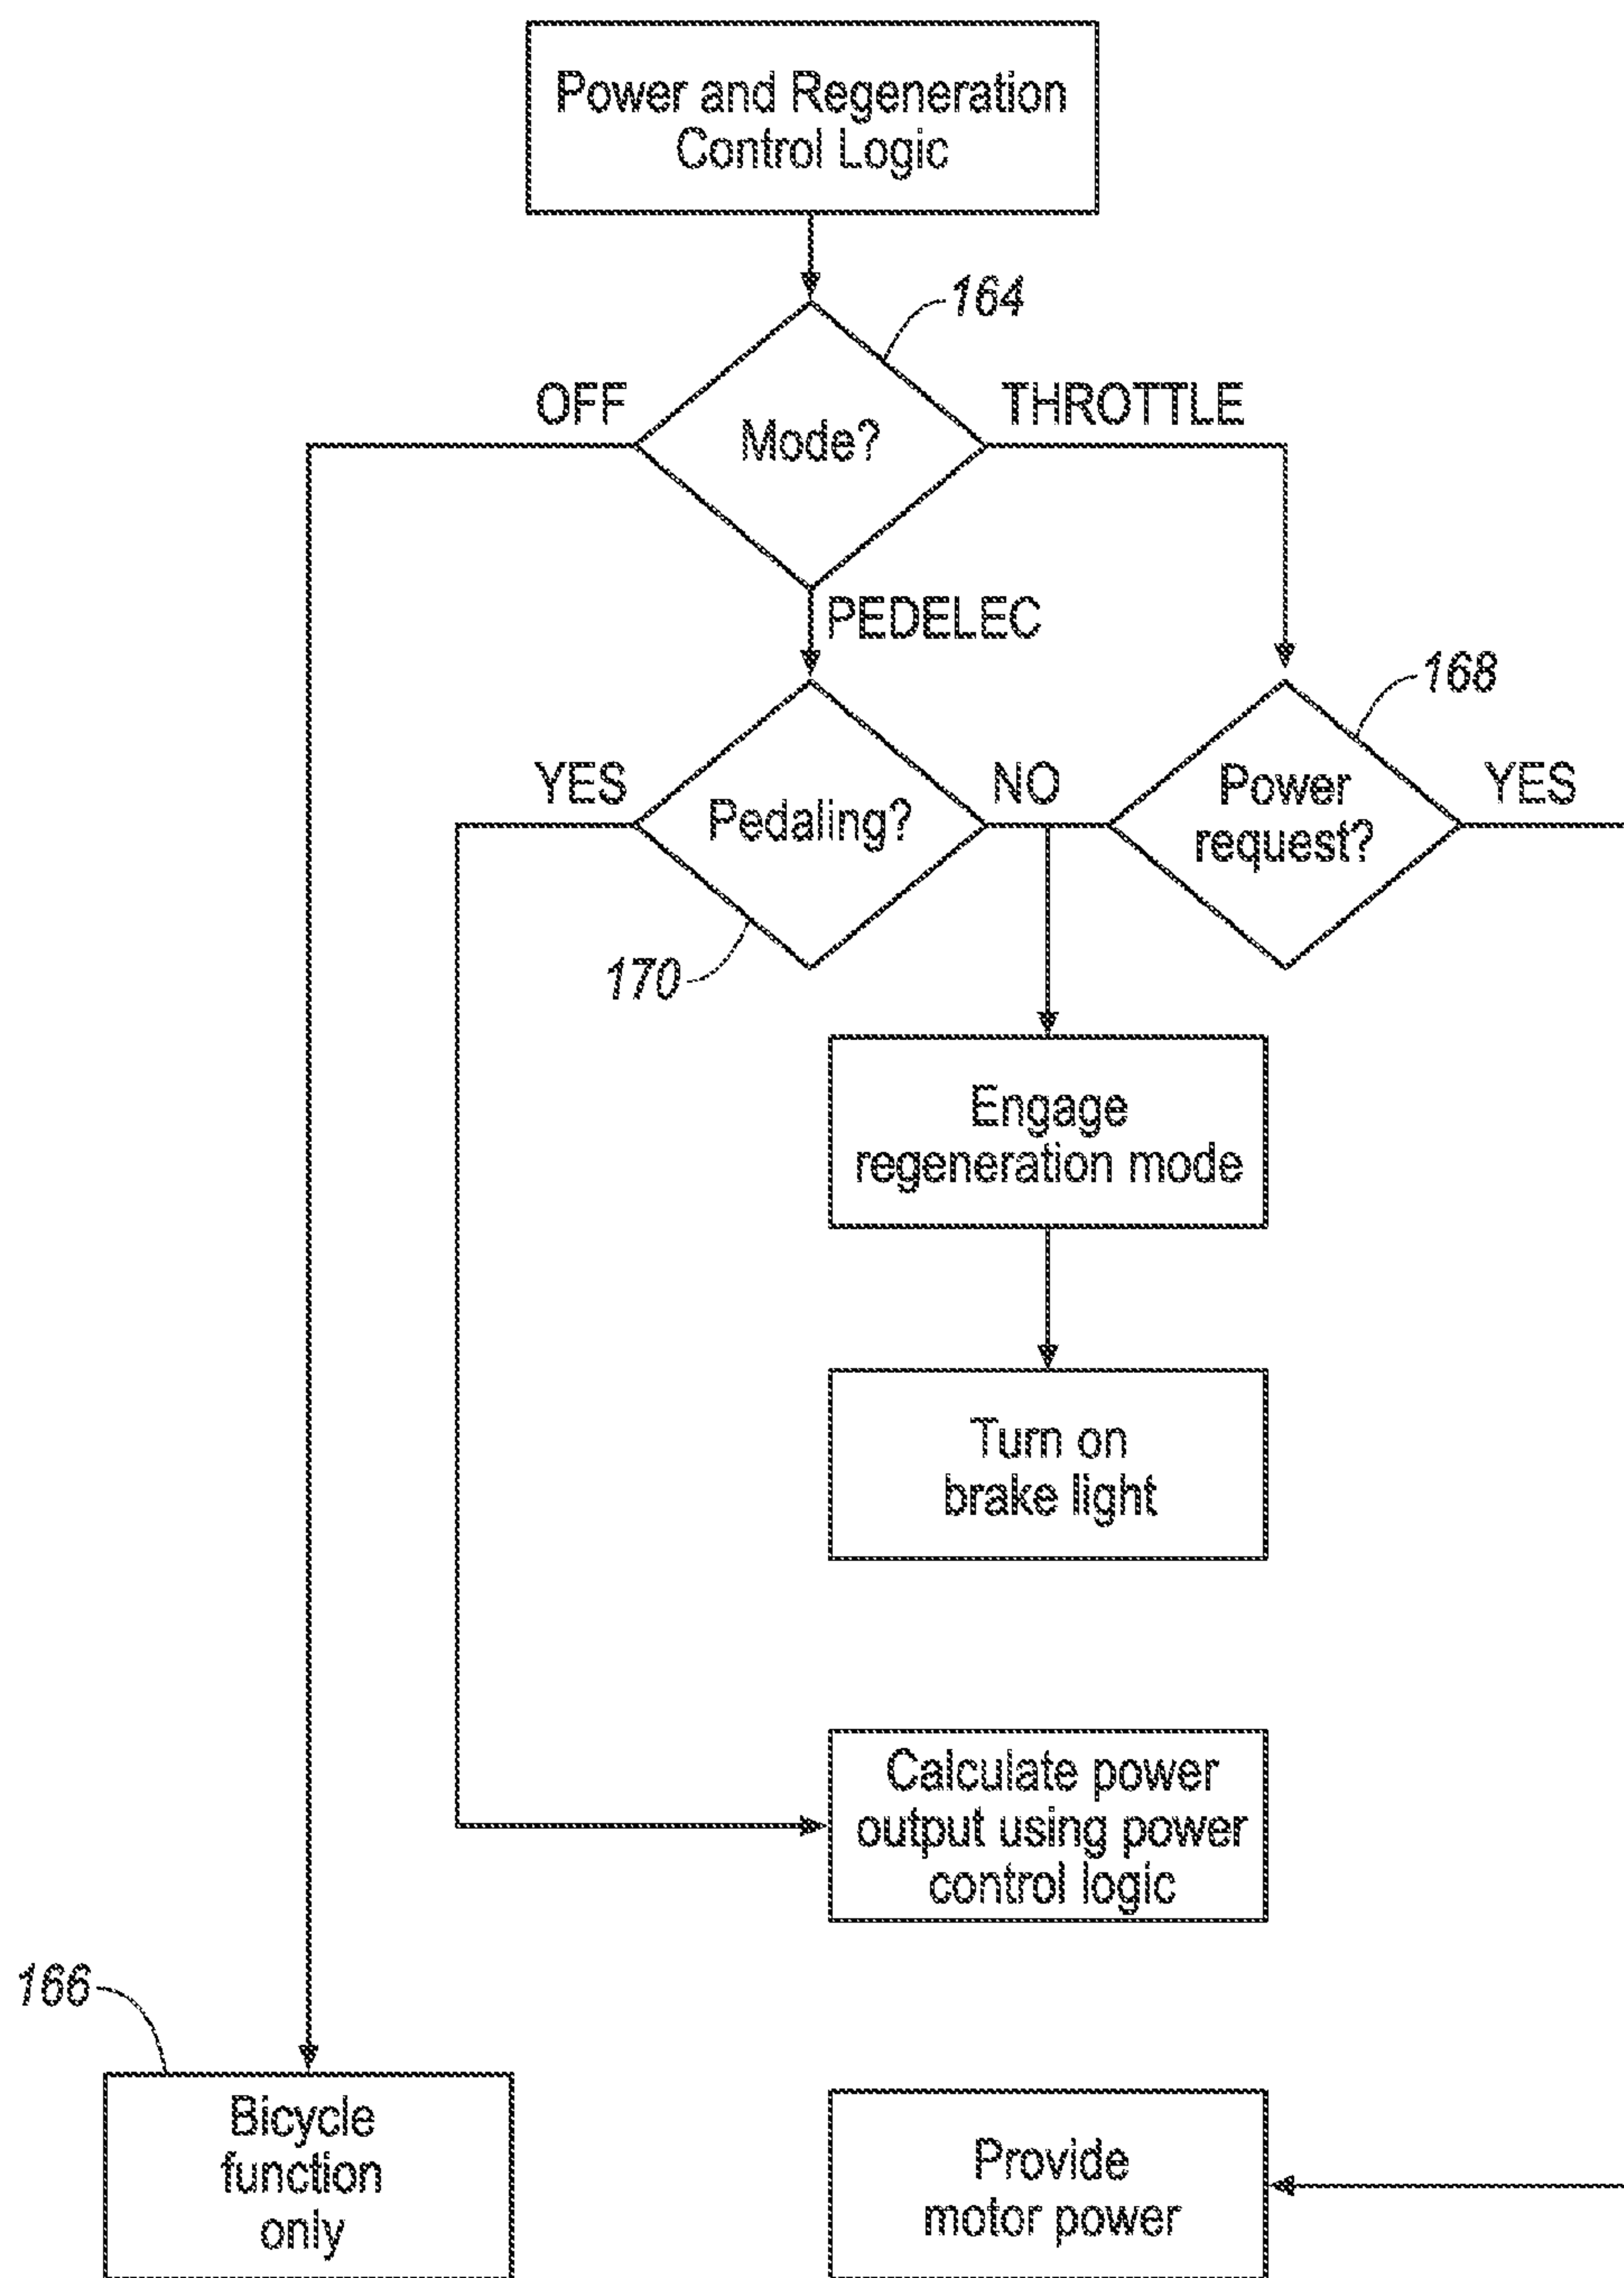 Power and Regeneration
Control Logic
164
OFF
THROTTLE
Mode?
PEDELEC
168
YES
Pedaling?
NO
Power
request?
YES
170
Engage
regeneration mode
Turn on
brake light
Calculate power
output using power
control logic
166
Bicycle
function
only
Provide
motor power